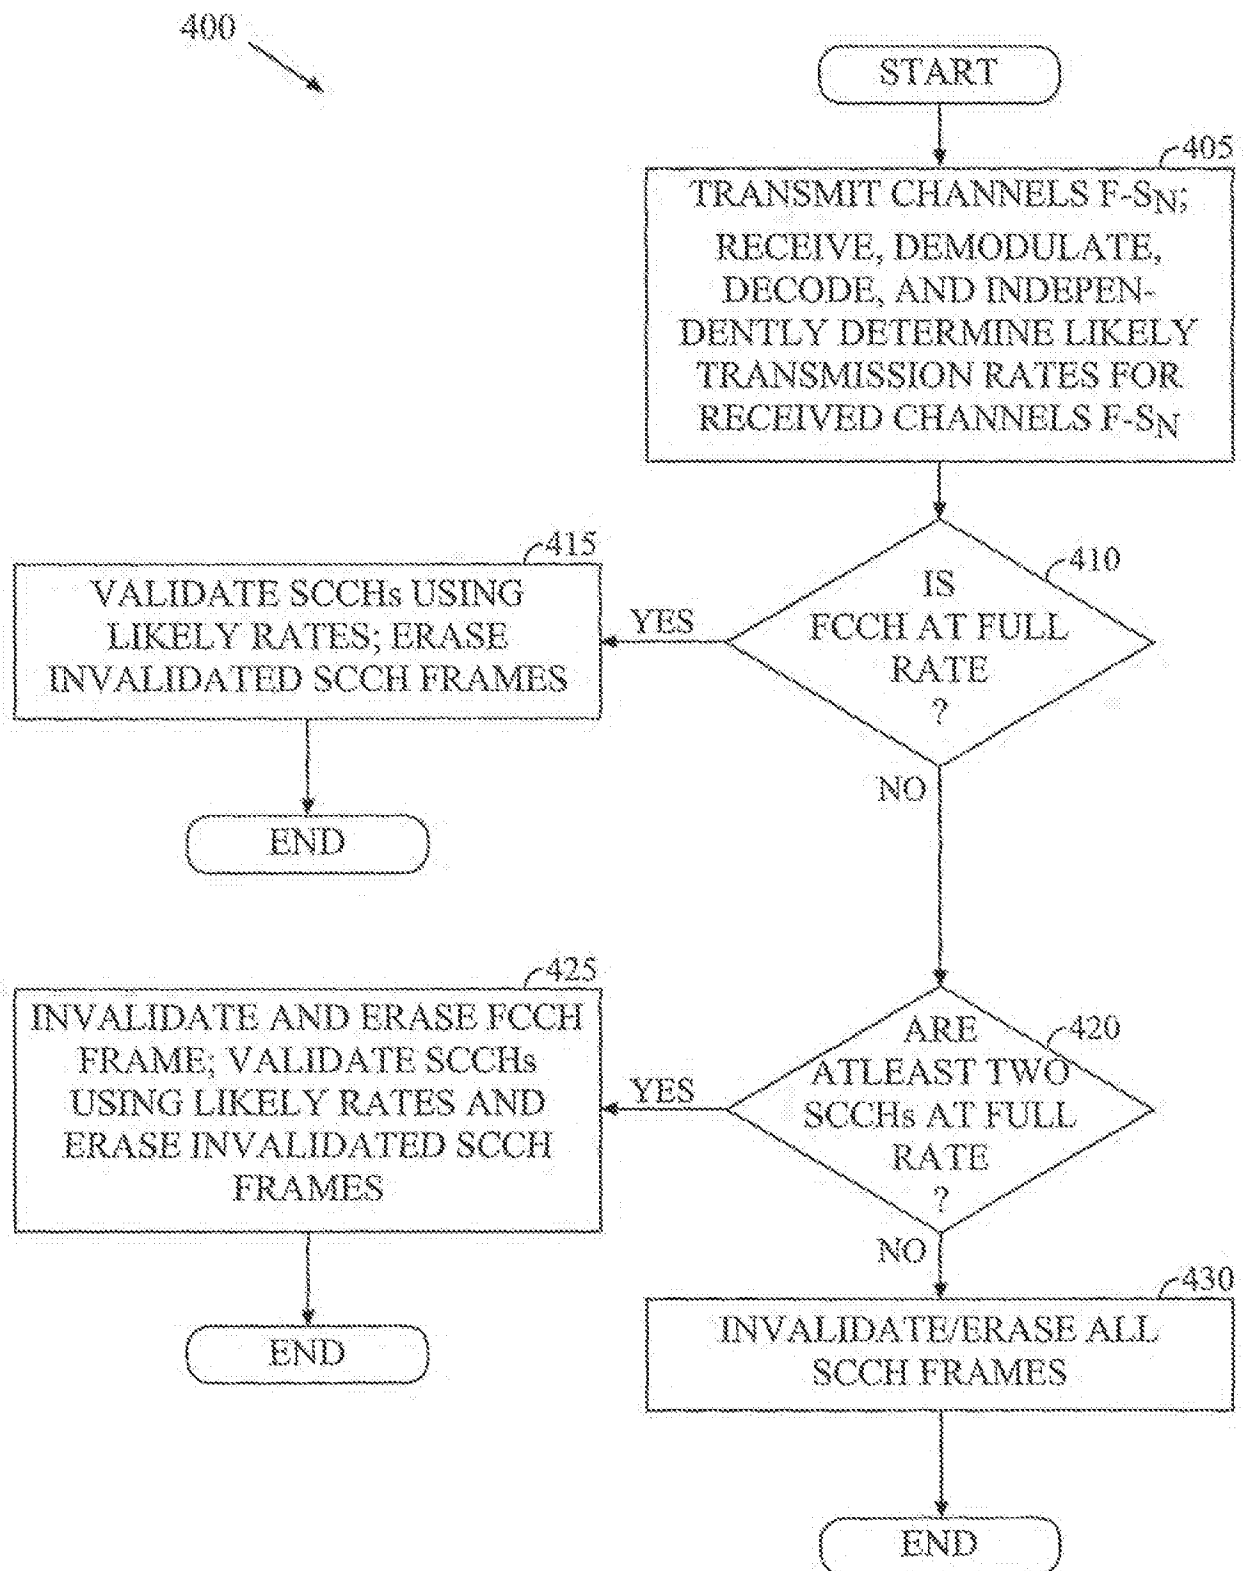 400
START
405
TRANSMIT CHANNELS F-SN;
RECEIVE, DEMODULATE,
DECODE, AND INDEPEN-
DENTLY DETERMINE LIKELY
TRANSMISSION RATES FOR
RECEIVED CHANNELS F-SN
410
IS
FCCH AT FULL
RATE
?
YES
NO
415
VALIDATE SCCHs USING
LIKELY RATES; ERASE
INVALIDATED SCCH FRAMES
END
420
ARE
ATLEAST TWO
SCCHs AT FULL
RATE
?
YES
NO
425
INVALIDATE AND ERASE FCCH
FRAME; VALIDATE SCCHs
USING LIKELY RATES AND
ERASE INVALIDATED SCCH
FRAMES
END
430
INVALIDATE/ERASE ALL
SCCH FRAMES
END